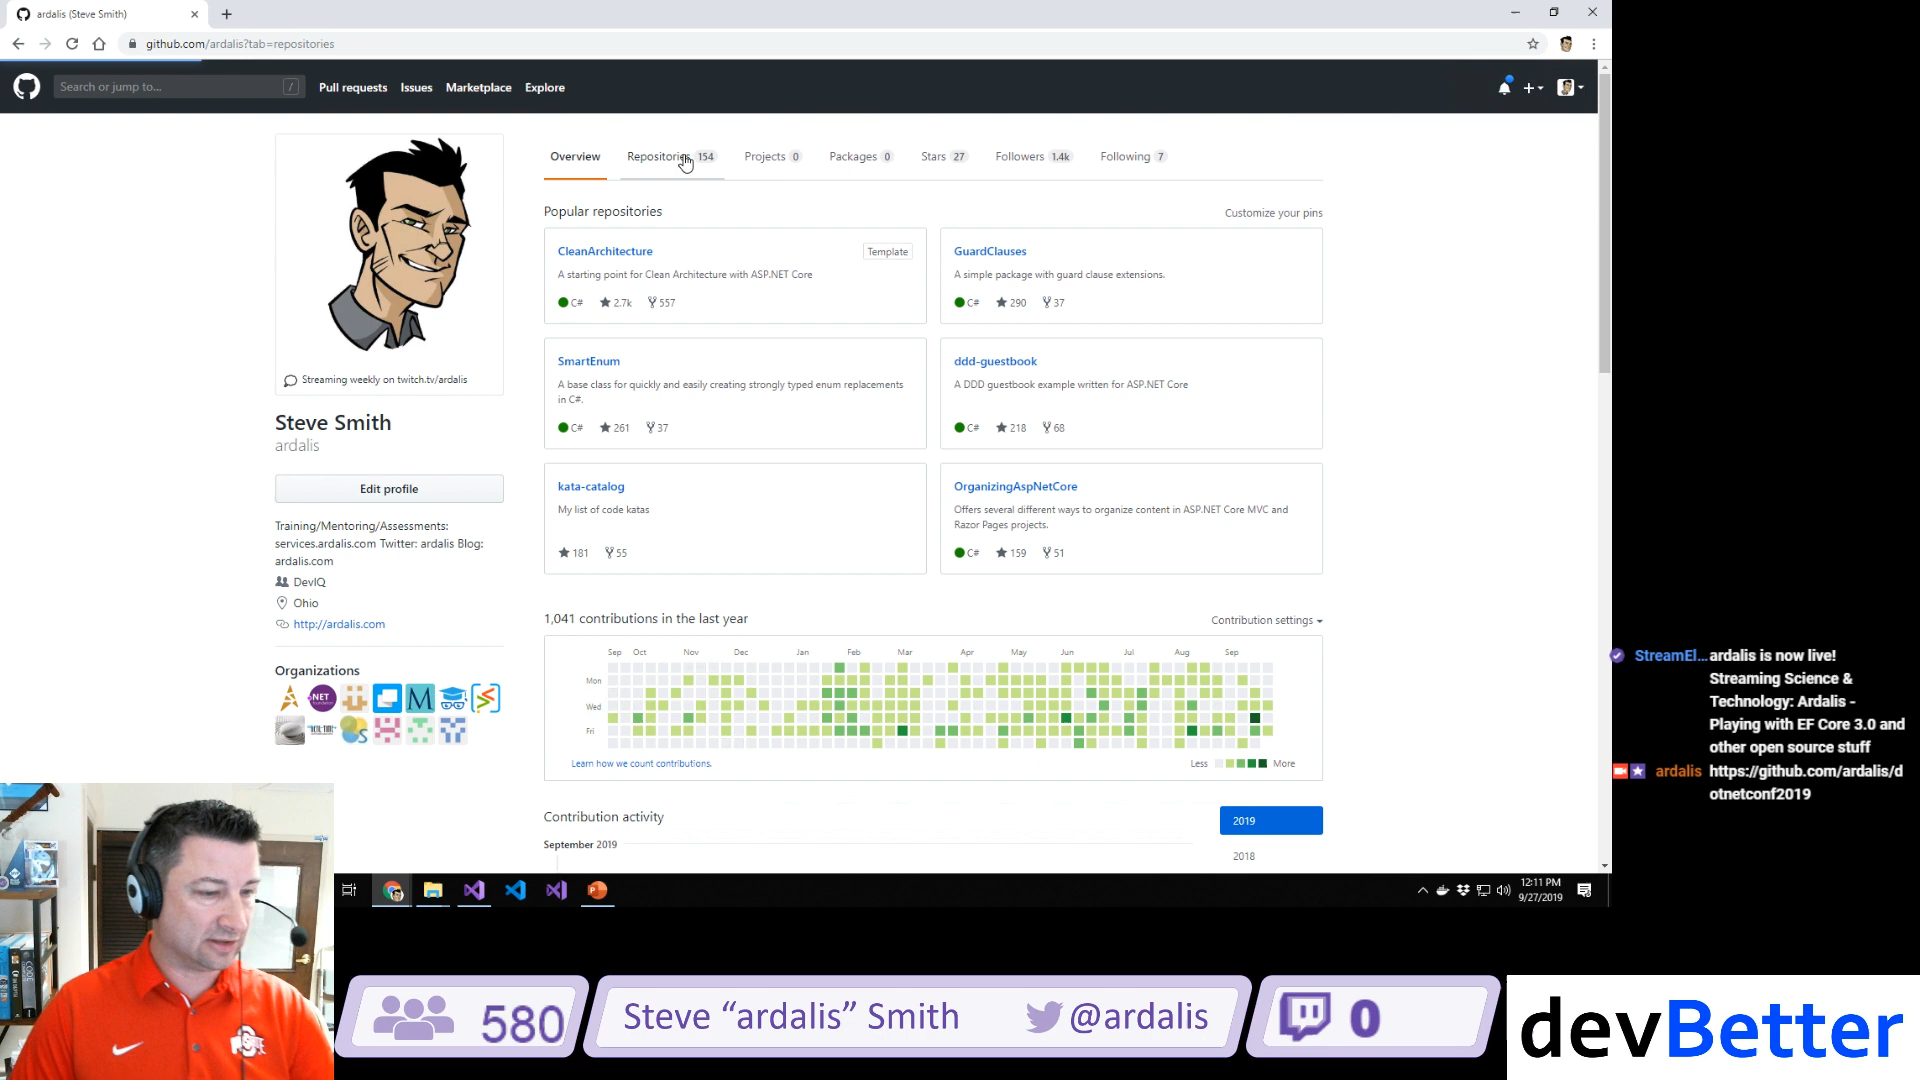 ardalis (Steve Smith)
github.com/ardalis?tab=repositories
Search or jump to... /
Pull requests Issues Marketplace Explore
Overview Repositories 154 Projects 0 Packages 0 Stars 27 Followers 1.4k Following 7
Popular repositories
Customize your pins
CleanArchitecture
Template
A starting point for Clean Architecture with ASP.NET Core
C# 2.7k 557
GuardClauses
A simple package with guard clause extensions.
C# 290 37
SmartEnum
A base class for quickly and easily creating strongly typed enum replacements
in C#.
C# 261 37
ddd-guestbook
A DDD guestbook example written for ASP.NET Core
C# 218 68
kata-catalog
My list of code katas
181 55
OrganizingAspNetCore
Offers several different ways to organize content in ASP.NET Core MVC and
Razor Pages projects.
C# 159 51
Streaming weekly on twitch.tv/ardalis
Steve Smith
ardalis
Edit profile
Training/Mentoring/Assessments:
services.ardalis.com Twitter: ardalis Blog:
ardalis.com
DevIQ
Ohio
http://ardalis.com
Organizations
.NET
M
1,041 contributions in the last year
Contribution settings
Sep Oct Nov Dec Jan Feb Mar Apr May Jun Jul Aug Sep
Mon
Wed
Fri
Learn how we count contributions.
Less More
Contribution activity
2019
September 2019
2018
12:11 PM
9/27/2019
StreamEl... ardalis is now live!
Streaming Science &
Technology: Ardalis -
Playing with EF Core 3.0 and
other open source stuff
ardalis https://github.com/ardalis/d
otnetconf2019
CODE
580
Steve “ardalis” Smith @ardalis
0
devBetter